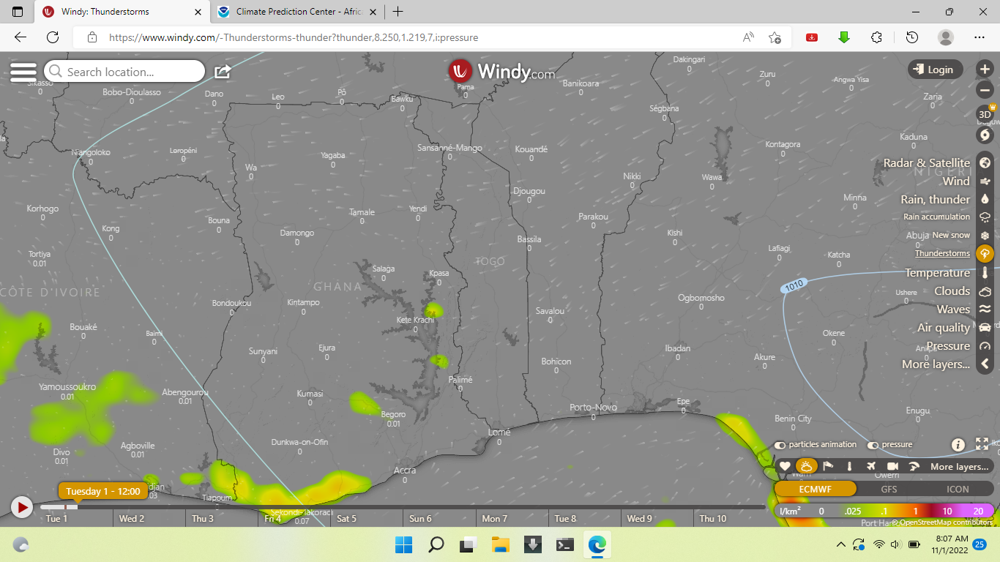 Windy: Thunderstorms
Climate Prediction Center - Afric
https://www.windy.com/-Thunderstorms-thunder?thunder,8.250,1.219,7,i:pressure
Search location...
Windy.com
Login
3D
Sikasso
Bobo-Dioulasso
0
Dano
0
Leo
0
Pô
0
Bawku
0
Pama
0
Banikoara
0
Dakingari
0
Zuru
0
Angwa Yisa
0
Zaria
0
Ségbana
0
Kaduna
0
Kontagora
0
Niangoloko
0
Loropéni
0
Wa
0
Yagaba
0
Sansanné-Mango
0
Kouandé
0
Nikki
0
Wawa
0
NIGERI
Djougou
0
Minna
0
Korhogo
0
Kong
0
Bouna
0
Tamale
0
Yendi
0
Parakou
0
Damongo
0
Bassila
0
Kishi
0
Abuja
0
Lafiagi
0
Katcha
0
Tortiya
0.01
TOGO
Salaga
0
Kpasa
0
GHANA
CÔTE D'IVOIRE
1010
Bondoukou
0
Kintampo
0
Ogbomosho
0
Ushere
0
Kete Krachi
0
Savalou
0
Bouaké
0
Baimi
0
Okene
0
Sunyani
0
Ejura
0
Ibadan
0
Akure
0
Bohicon
0
Yamoussoukro
0.01
Abengourou
0.01
Kumasi
0
Palimé
0
Begoro
0.01
Porto-Novo
0
Epe
0
Enugu
0
Benin City
0
Lomé
0
Dunkwa-on-Ofin
0
Agboville
0
Divo
0.01
Accra
0
Tiapoum
Sekondi-Takoradi
0.07
Owerri
Radar & Satellite
Wind
Rain, thunder
Rain accumulation
New snow
Thunderstorms
Temperature
Clouds
Waves
Air quality
Pressure
More layers...
particles animation
pressure
More layers...
ECMWF
GFS
ICON
l/km² 0 .025 .1 1 10 20
© OpenStreetMap contributors
Tuesday 1 - 12:00
Tue 1
Wed 2
Thu 3
Fri 4
Sat 5
Sun 6
Mon 7
Tue 8
Wed 9
Thu 10
8:07 AM
11/1/2022
25